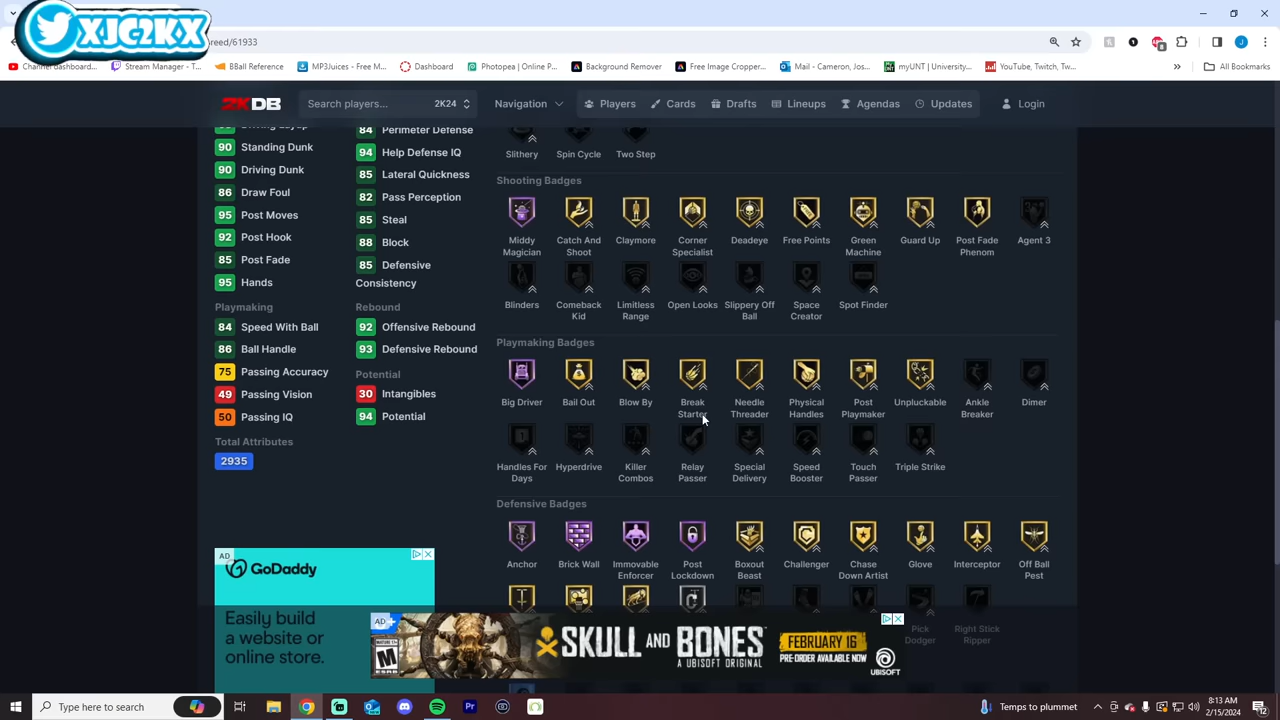 XJC2KX
reed/61933
Channel dashboard...
Stream Manager - T...
BBall Reference
MP3Juices - Free M...
Dashboard
Background Remover
Free Image
Mail - Cameron, Jos...
myUNT | University...
YouTube, Twitch, Tw...
All Bookmarks
2KDB
Search players...
2K24
Navigation
Players
Cards
Drafts
Lineups
Agendas
Updates
Login
90 Standing Dunk
90 Driving Dunk
86 Draw Foul
95 Post Moves
92 Post Hook
85 Post Fade
95 Hands
Playmaking
84 Speed With Ball
86 Ball Handle
75 Passing Accuracy
49 Passing Vision
50 Passing IQ
Total Attributes
2935
84 Perimeter Defense
94 Help Defense IQ
85 Lateral Quickness
82 Pass Perception
85 Steal
88 Block
85 Defensive
Consistency
Rebound
92 Offensive Rebound
93 Defensive Rebound
Potential
30 Intangibles
94 Potential
Slithery
Spin Cycle
Two Step
Shooting Badges
Middy
Magician
Catch And
Shoot
Claymore
Corner
Specialist
Deadeye
Free Points
Green
Machine
Guard Up
Post Fade
Phenom
Agent 3
Blinders
Comeback
Kid
Limitless
Range
Open Looks
Slippery Off
Ball
Space
Creator
Spot Finder
Playmaking Badges
Big Driver
Bail Out
Blow By
Break
Starter
Needle
Threader
Physical
Handles
Post
Playmaker
Unpluckable
Ankle
Breaker
Dimer
Handles For
Days
Hyperdrive
Killer
Combos
Relay
Passer
Special
Delivery
Speed
Booster
Touch
Passer
Triple Strike
Defensive Badges
Anchor
Brick Wall
Immovable
Enforcer
Post
Lockdown
Boxout
Beast
Challenger
Chase
Down Artist
Glove
Interceptor
Off Ball
Pest
Pick
Dodger
Right Stick
Ripper
AD
GoDaddy
Easily build
a website or
online store.
AD
SKULL AND BONES
A UBISOFT ORIGINAL
FEBRUARY 16
PRE-ORDER AVAILABLE NOW
UBISOFT
Type here to search
Temps to plummet
8:13 AM
2/15/2024